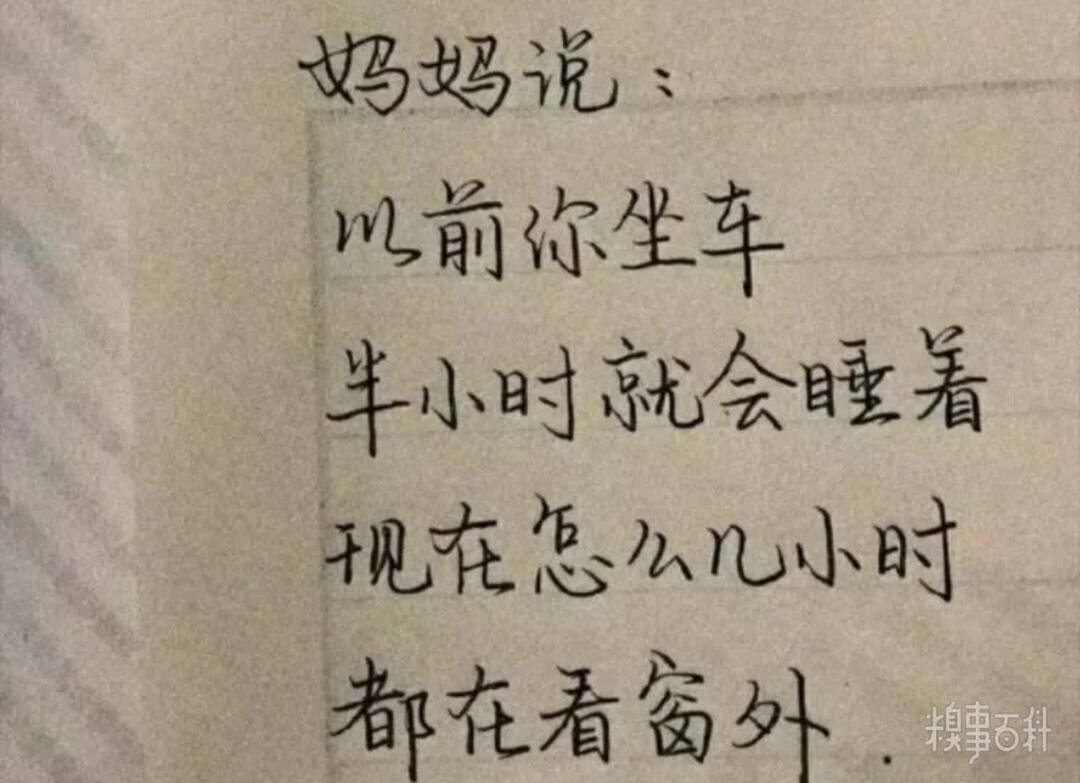 妈妈说：
以前你坐车
半小时就会睡着
现在怎么几小时
都在看窗外.
糗事百科